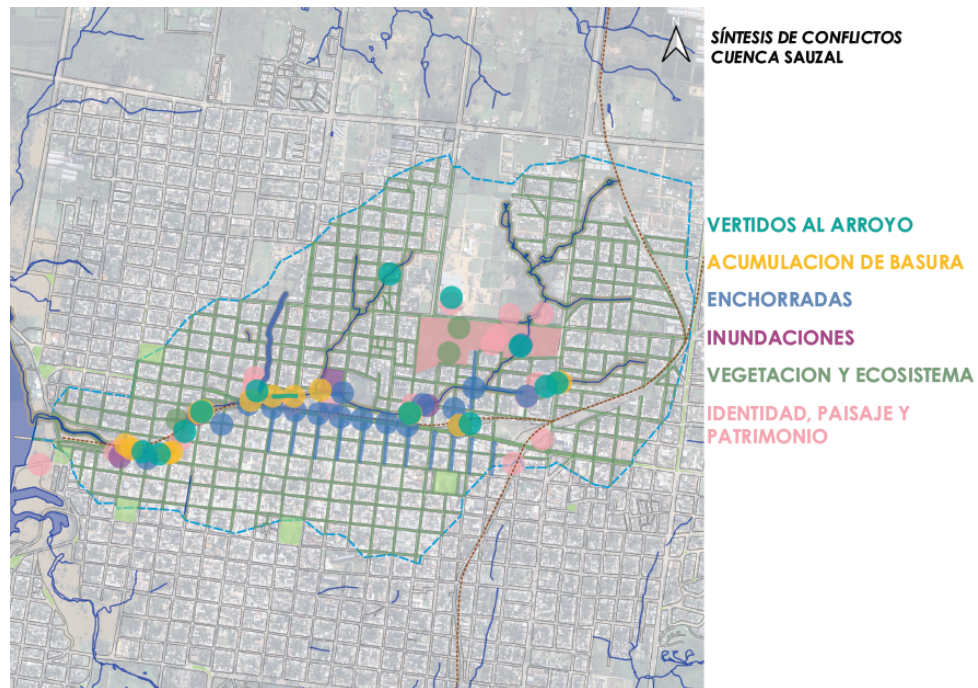 N
SÍNTESIS DE CONFLICTOS
CUENCA SAUZAL
VERTIDOS AL ARROYO
ACUMULACION DE BASURA
ENCHORRADAS
INUNDACIONES
VEGETACION Y ECOSISTEMA
IDENTIDAD, PAISAJE Y
PATRIMONIO